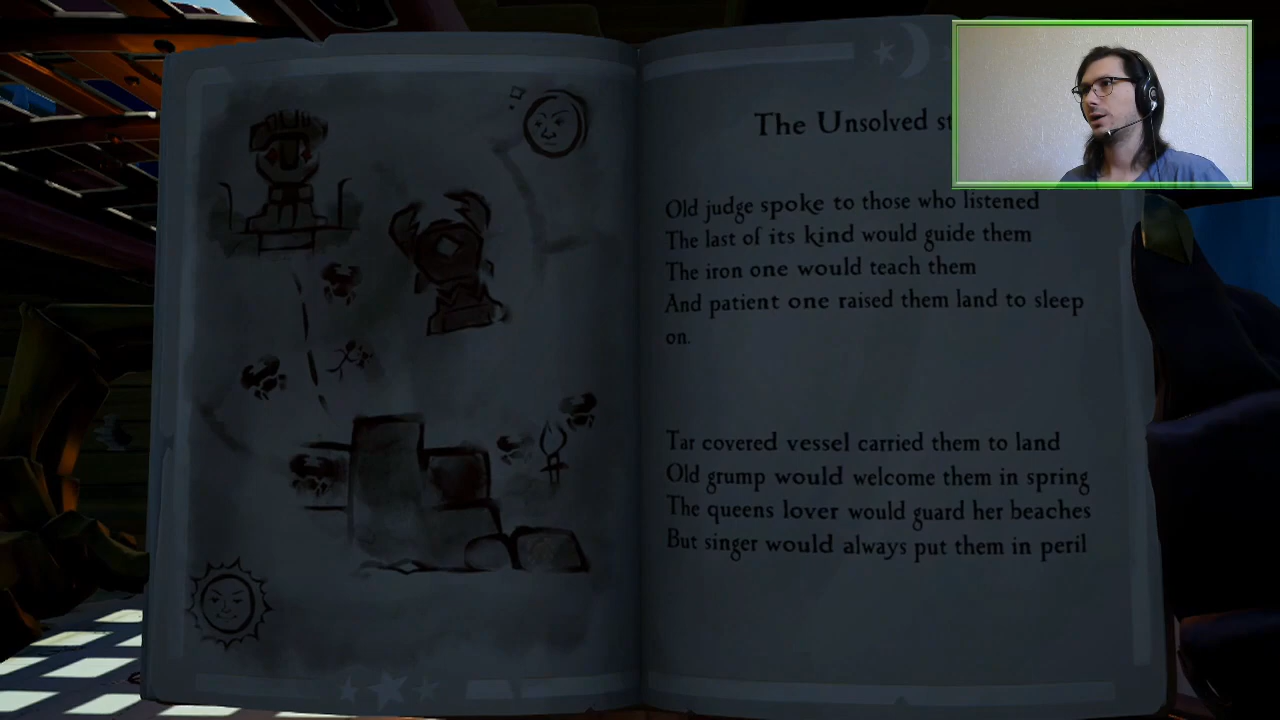 The Unsolved
Old judge spoke to those who listened
The last of its kind would guide them
The iron one would teach them
And patient one raised them land to sleep
on.
Tar covered vessel carried them to land
Old grump would welcome them in spring
The queens lover would guard her beaches
But singer would always put them in peril